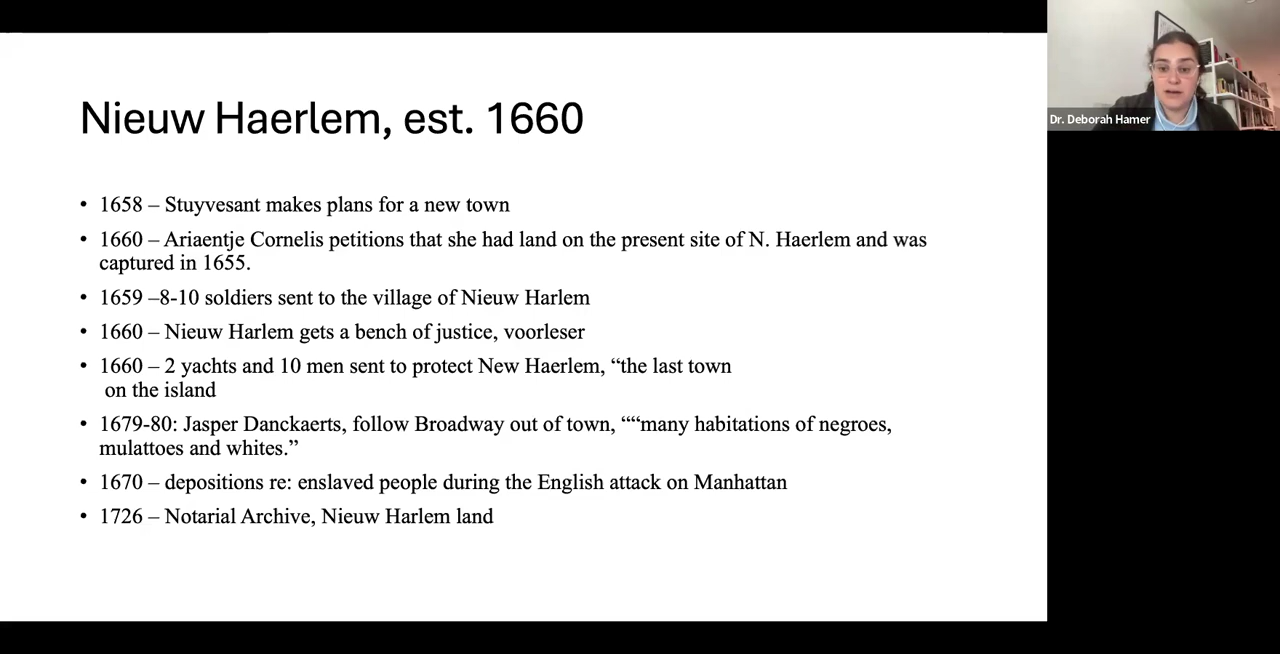 Nieuw Haerlem, est. 1660
• 1658 – Stuyvesant makes plans for a new town
• 1660 – Ariaentje Cornelis petitions that she had land on the present site of N. Haerlem and was
captured in 1655.
• 1659 –8-10 soldiers sent to the village of Nieuw Harlem
• 1660 – Nieuw Harlem gets a bench of justice, voorleser
• 1660 – 2 yachts and 10 men sent to protect New Haerlem, “the last town
on the island
• 1679-80: Jasper Danckaerts, follow Broadway out of town, ““many habitations of negroes,
mulattoes and whites.”
• 1670 – depositions re: enslaved people during the English attack on Manhattan
• 1726 – Notarial Archive, Nieuw Harlem land
Dr. Deborah Hamer